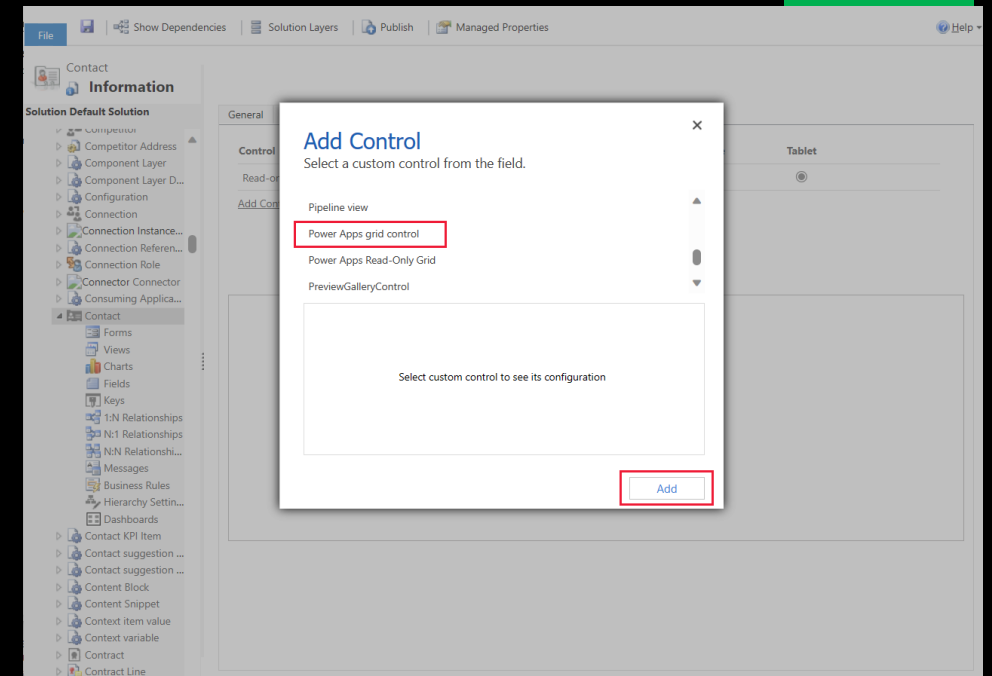 File
Show Dependencies
Solution Layers
Publish
Managed Properties
Help
Contact
Information
Solution Default Solution
Competitor
Competitor Address
Component Layer
Component Layer D...
Configuration
Connection
Connection Instance...
Connection Referen...
Connection Role
Connector Connector
Consuming Applica...
Contact
Forms
Views
Charts
Fields
Keys
1:N Relationships
N:1 Relationships
N:N Relationshi...
Messages
Business Rules
Hierarchy Settin...
Dashboards
Contact KPI Item
Contact suggestion ...
Contact suggestion ...
Content Block
Content Snippet
Context item value
Context variable
Contract
Contract Line
General
Control
Tablet
Read-on
Add Con
Add Control
Select a custom control from the field.
Pipeline view
Power Apps grid control
Power Apps Read-Only Grid
PreviewGalleryControl
Select custom control to see its configuration
Add